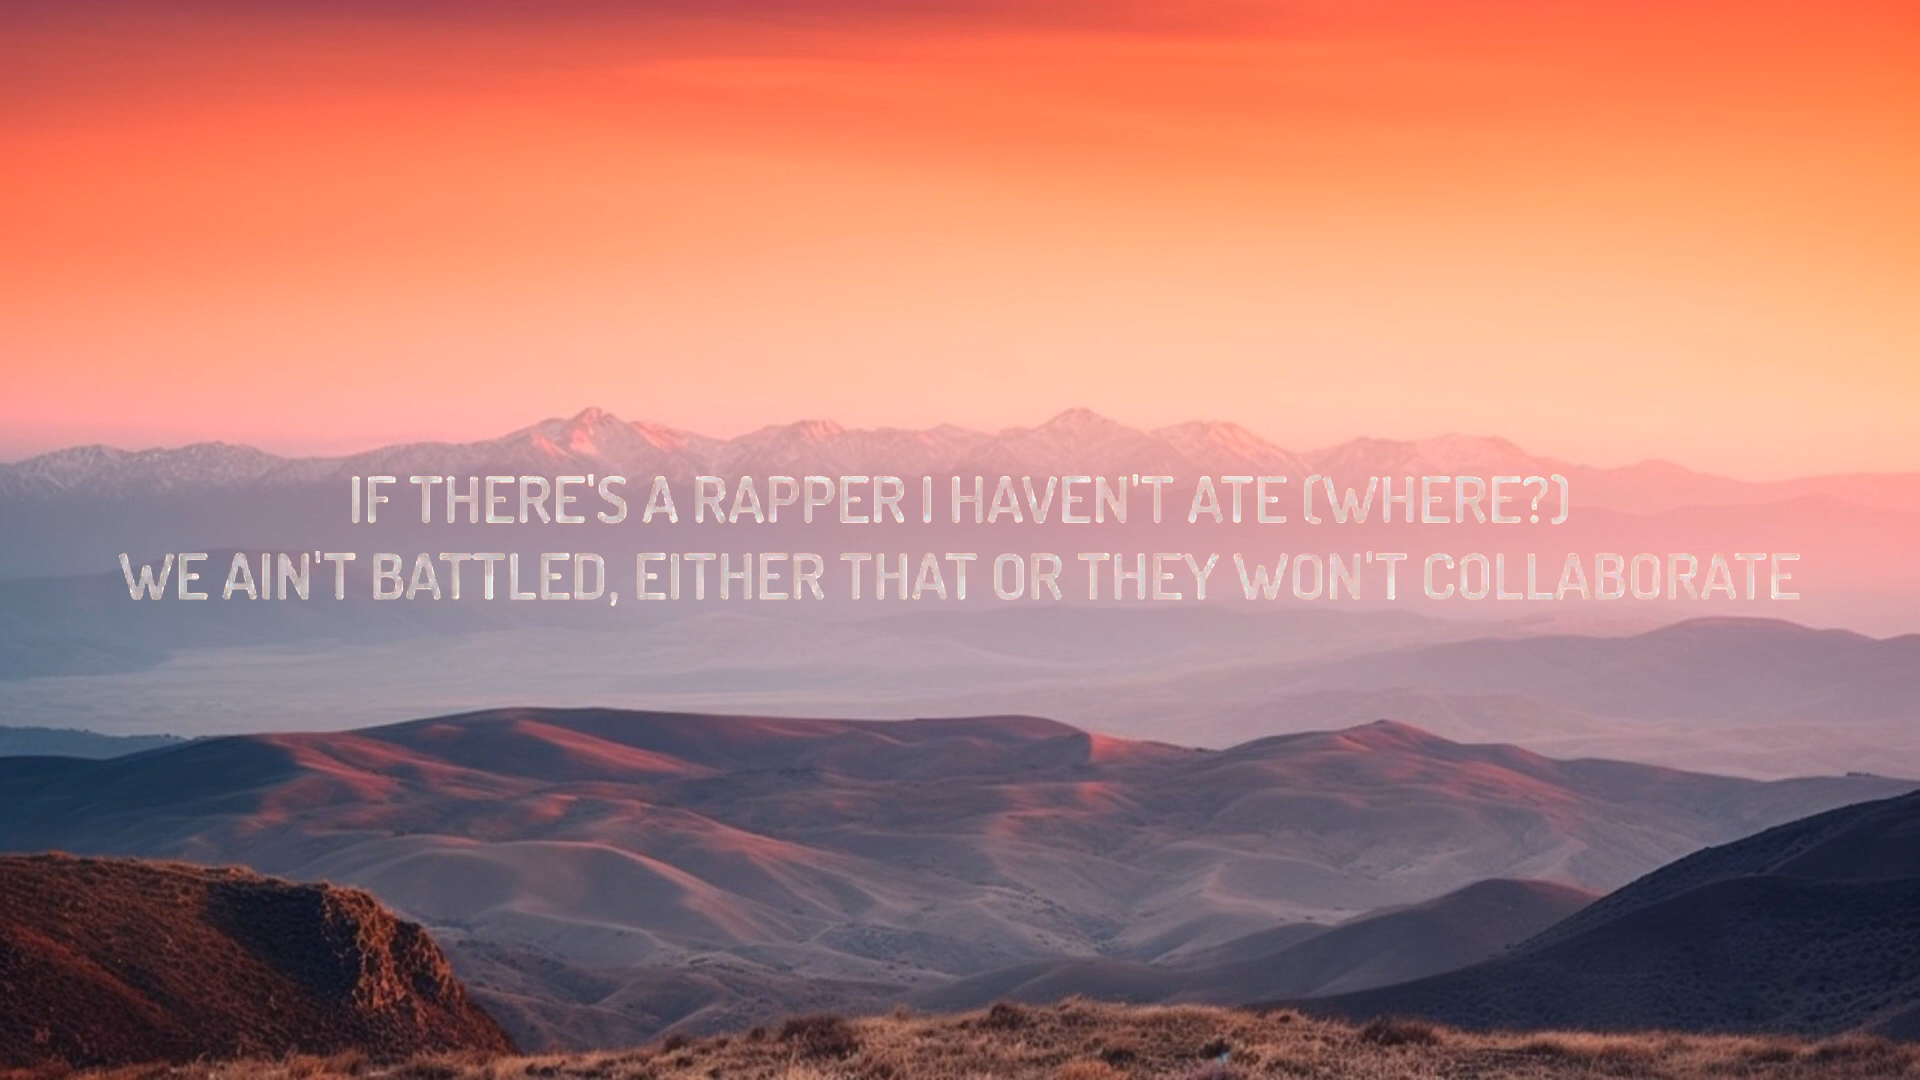 IF THERE'S A RAPPER I HAVEN'T ATE (WHERE?)
WE AIN'T BATTLED, EITHER THAT OR THEY WON'T COLLABORATE